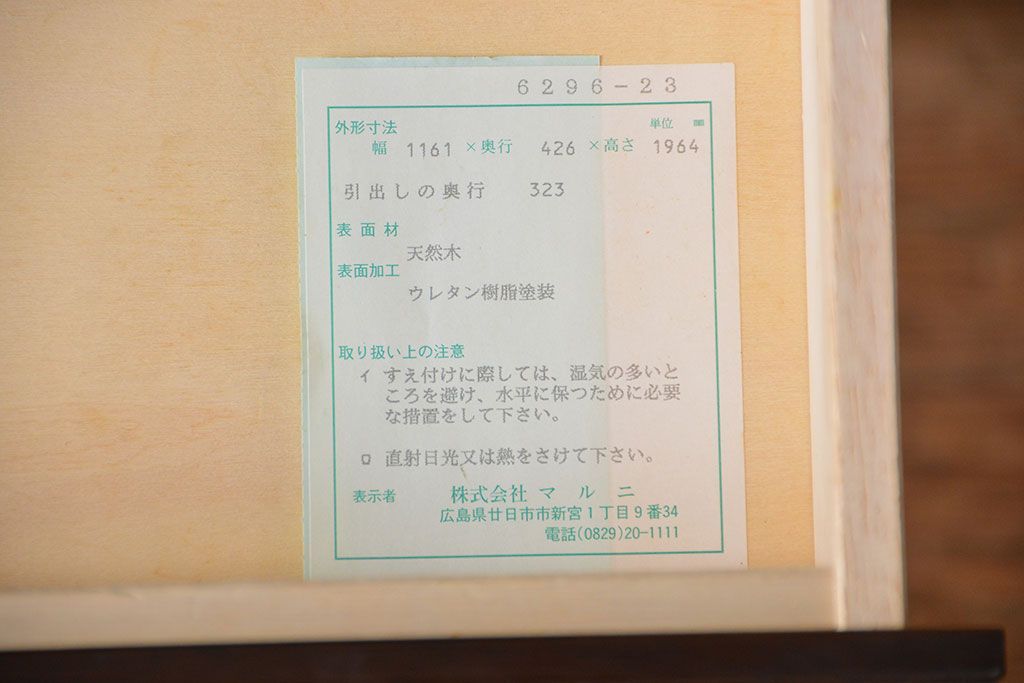 6296-23
外形寸法 単位 ㎜
幅 1161 ×奥行 426 ×高さ 1964
引出しの奥行 323
表面材
天然木
表面加工
ウレタン樹脂塗装
取り扱い上の注意
イ すえ付けに際しては、湿気の多いと
ころを避け、水平に保つために必要
な措置をして下さい。
ロ 直射日光又は熱をさけて下さい。
表示者 株式会社 マルニ
広島県廿日市市新宮1丁目9番34
電話(0829)20-1111